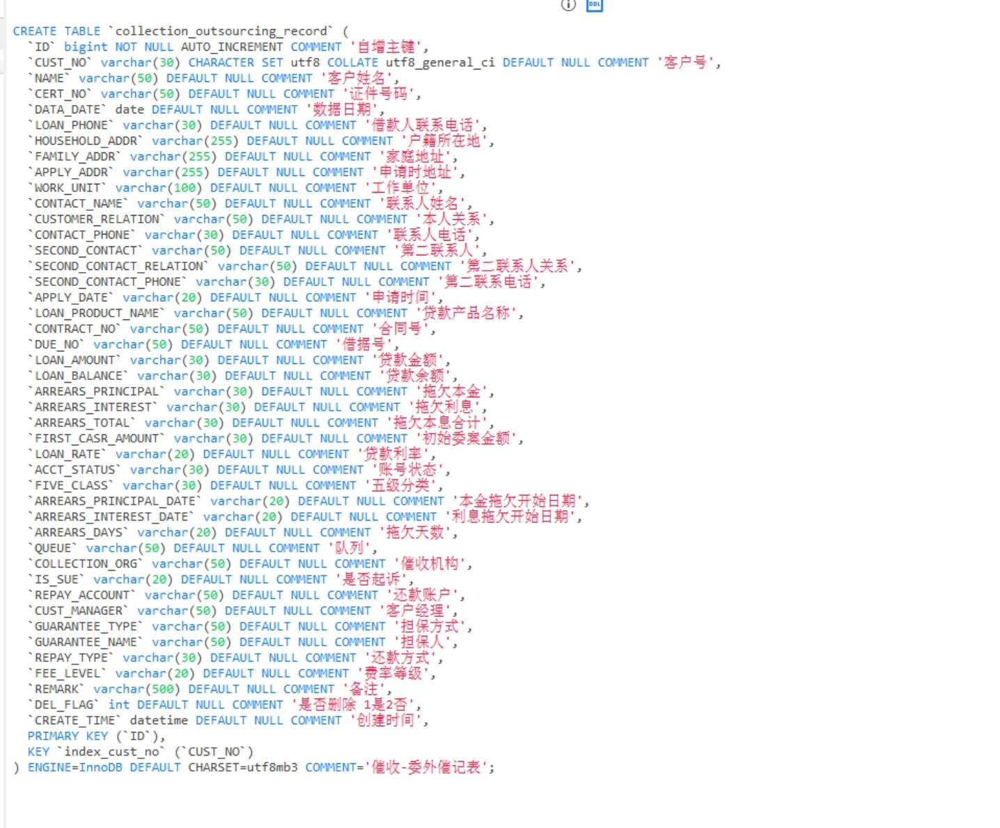 DDL
CREATE TABLE `collection_outsourcing_record` (
`ID` bigint NOT NULL AUTO_INCREMENT COMMENT '自增主键',
`CUST_NO` varchar(30) CHARACTER SET utf8 COLLATE utf8_general_ci DEFAULT NULL COMMENT '客户号',
`NAME` varchar(50) DEFAULT NULL COMMENT '客户姓名',
`CERT_NO` varchar(50) DEFAULT NULL COMMENT '证件号码',
`DATA_DATE` date DEFAULT NULL COMMENT '数据日期',
`LOAN_PHONE` varchar(30) DEFAULT NULL COMMENT '借款人联系电话',
`HOUSEHOLD_ADDR` varchar(255) DEFAULT NULL COMMENT '户籍所在地',
`FAMILY_ADDR` varchar(255) DEFAULT NULL COMMENT '家庭地址',
`APPLY_ADDR` varchar(255) DEFAULT NULL COMMENT '申请时地址',
`WORK_UNIT` varchar(100) DEFAULT NULL COMMENT '工作单位',
`CONTACT_NAME` varchar(50) DEFAULT NULL COMMENT '联系人姓名',
`CUSTOMER_RELATION` varchar(50) DEFAULT NULL COMMENT '本人关系',
`CONTACT_PHONE` varchar(30) DEFAULT NULL COMMENT '联系人电话',
`SECOND_CONTACT` varchar(50) DEFAULT NULL COMMENT '第二联系人',
`SECOND_CONTACT_RELATION` varchar(50) DEFAULT NULL COMMENT '第二联系人关系',
`SECOND_CONTACT_PHONE` varchar(30) DEFAULT NULL COMMENT '第二联系电话',
`APPLY_DATE` varchar(20) DEFAULT NULL COMMENT '申请时间',
`LOAN_PRODUCT_NAME` varchar(50) DEFAULT NULL COMMENT '贷款产品名称',
`CONTRACT_NO` varchar(50) DEFAULT NULL COMMENT '合同号',
`DUE_NO` varchar(50) DEFAULT NULL COMMENT '借据号',
`LOAN_AMOUNT` varchar(30) DEFAULT NULL COMMENT '贷款金额',
`LOAN_BALANCE` varchar(30) DEFAULT NULL COMMENT '贷款余额',
`ARREARS_PRINCIPAL` varchar(30) DEFAULT NULL COMMENT '拖欠本金',
`ARREARS_INTEREST` varchar(30) DEFAULT NULL COMMENT '拖欠利息',
`ARREARS_TOTAL` varchar(30) DEFAULT NULL COMMENT '拖欠本息合计',
`FIRST_CASR_AMOUNT` varchar(30) DEFAULT NULL COMMENT '初始委案金额',
`LOAN_RATE` varchar(20) DEFAULT NULL COMMENT '贷款利率',
`ACCT_STATUS` varchar(30) DEFAULT NULL COMMENT '账号状态',
`FIVE_CLASS` varchar(30) DEFAULT NULL COMMENT '五级分类',
`ARREARS_PRINCIPAL_DATE` varchar(20) DEFAULT NULL COMMENT '本金拖欠开始日期',
`ARREARS_INTEREST_DATE` varchar(20) DEFAULT NULL COMMENT '利息拖欠开始日期',
`ARREARS_DAYS` varchar(20) DEFAULT NULL COMMENT '拖欠天数',
`QUEUE` varchar(50) DEFAULT NULL COMMENT '队列',
`COLLECTION_ORG` varchar(50) DEFAULT NULL COMMENT '催收机构',
`IS_SUE` varchar(20) DEFAULT NULL COMMENT '是否起诉',
`REPAY_ACCOUNT` varchar(50) DEFAULT NULL COMMENT '还款账户',
`CUST_MANAGER` varchar(50) DEFAULT NULL COMMENT '客户经理',
`GUARANTEE_TYPE` varchar(50) DEFAULT NULL COMMENT '担保方式',
`GUARANTEE_NAME` varchar(50) DEFAULT NULL COMMENT '担保人',
`REPAY_TYPE` varchar(30) DEFAULT NULL COMMENT '还款方式',
`FEE_LEVEL` varchar(20) DEFAULT NULL COMMENT '费率等级',
`REMARK` varchar(500) DEFAULT NULL COMMENT '备注',
`DEL_FLAG` int DEFAULT NULL COMMENT '是否删除 1是2否',
`CREATE_TIME` datetime DEFAULT NULL COMMENT '创建时间',
PRIMARY KEY (`ID`),
KEY `index_cust_no` (`CUST_NO`)
) ENGINE=InnoDB DEFAULT CHARSET=utf8mb3 COMMENT='催收-委外催记表';